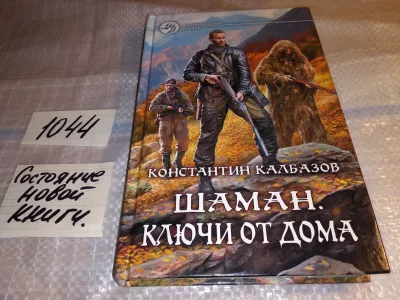 КОНСТАНТИН КАЛБАЗОВ
ШАМАН.
КЛЮЧИ ОТ ДОМА
1044
Состояние
новой
книги.